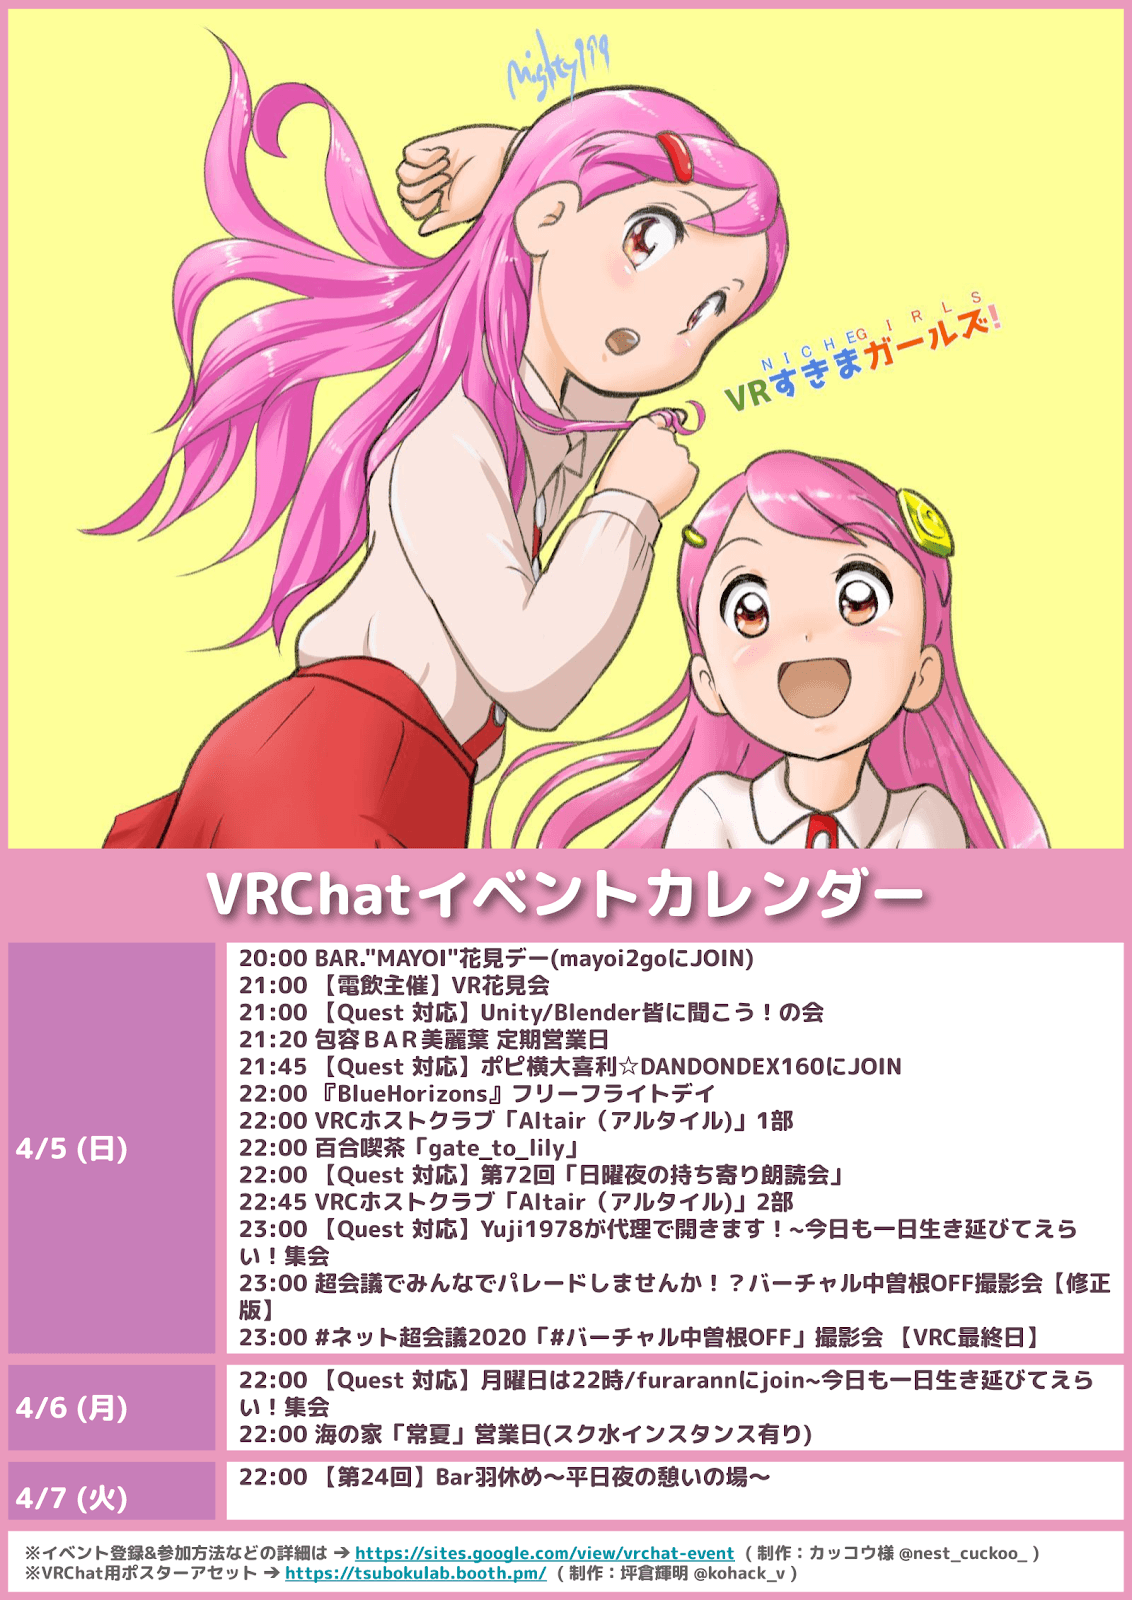 mighty199
NICHE GIRLS
VRすきまガールズ!
VRChatイベントカレンダー
4/5 (日)
20:00 BAR."MAYOI"花見デー(mayoi2goにJOIN)
21:00 【電飲主催】VR花見会
21:00 【Quest 対応】Unity/Blender皆に聞こう！の会
21:20 包容ＢＡＲ美麗葉 定期営業日
21:45 【Quest 対応】ポピ横大喜利☆DANDONDEX160にJOIN
22:00 『BlueHorizons』フリーフライトデイ
22:00 VRCホストクラブ「Altair（アルタイル)」1部
22:00 百合喫茶「gate_to_lily」
22:00 【Quest 対応】第72回「日曜夜の持ち寄り朗読会」
22:45 VRCホストクラブ「Altair（アルタイル)」2部
23:00 【Quest 対応】Yuji1978が代理で開きます！~今日も一日生き延びてえら
い！集会
23:00 超会議でみんなでパレードしませんか！？バーチャル中曽根OFF撮影会【修正
版】
23:00 #ネット超会議2020「#バーチャル中曽根OFF」撮影会 【VRC最終日】
4/6 (月)
22:00 【Quest 対応】月曜日は22時/furarannにjoin~今日も一日生き延びてえら
い！集会
22:00 海の家「常夏」営業日(スク水インスタンス有り)
4/7 (火)
22:00 【第24回】Bar羽休め～平日夜の憩いの場～
※イベント登録&参加方法などの詳細は ➔ https://sites.google.com/view/vrchat-event （ 制作：カッコウ様 @nest_cuckoo_ ）
※VRChat用ポスターアセット ➔ https://tsubokulab.booth.pm/ （ 制作：坪倉輝明 @kohack_v ）